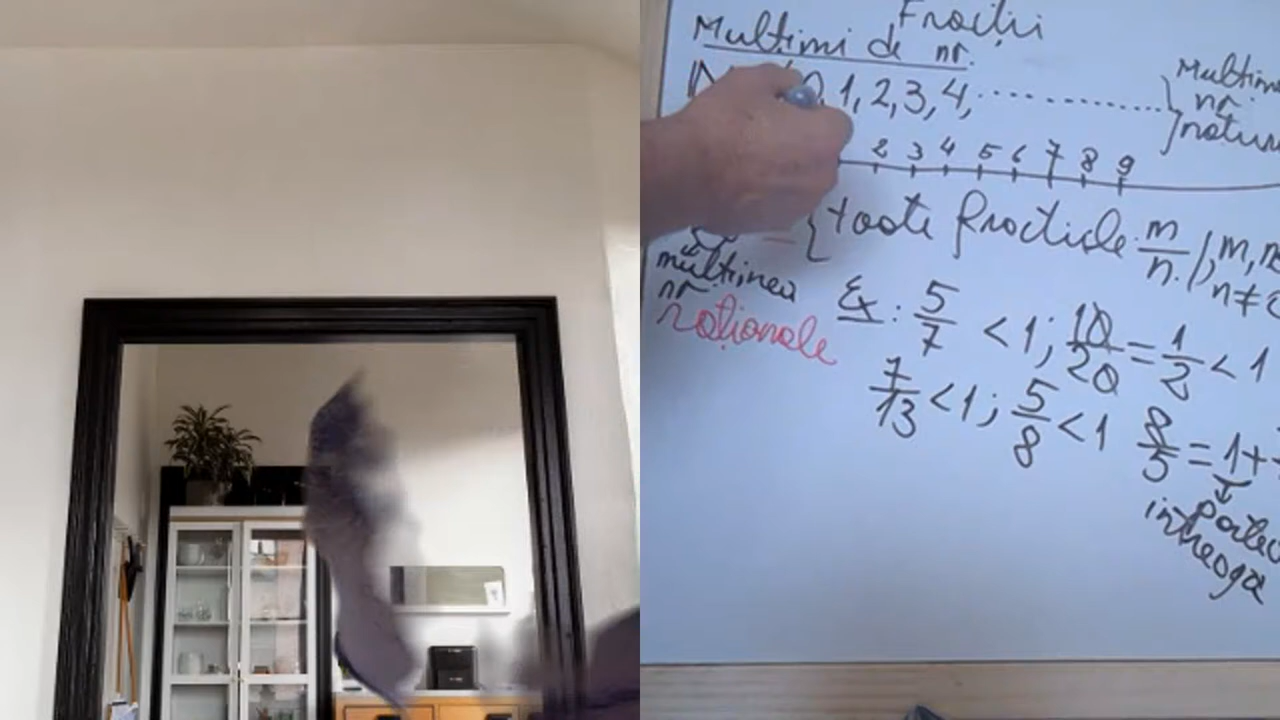 Fracții
Mulțimi de nr.
0, 1, 2, 3, 4, ............ }
nr.
2 3 4 5 6 7 8 9
{ toate fracțiile m/n | m, n
n ≠
mulțimea
nr.
raționale
Ex: 5/7 < 1; 10/20 = 1/2 < 1
7/13 < 1; 5/8 < 1
8/5 = 1 +
↓
partea
întreagă